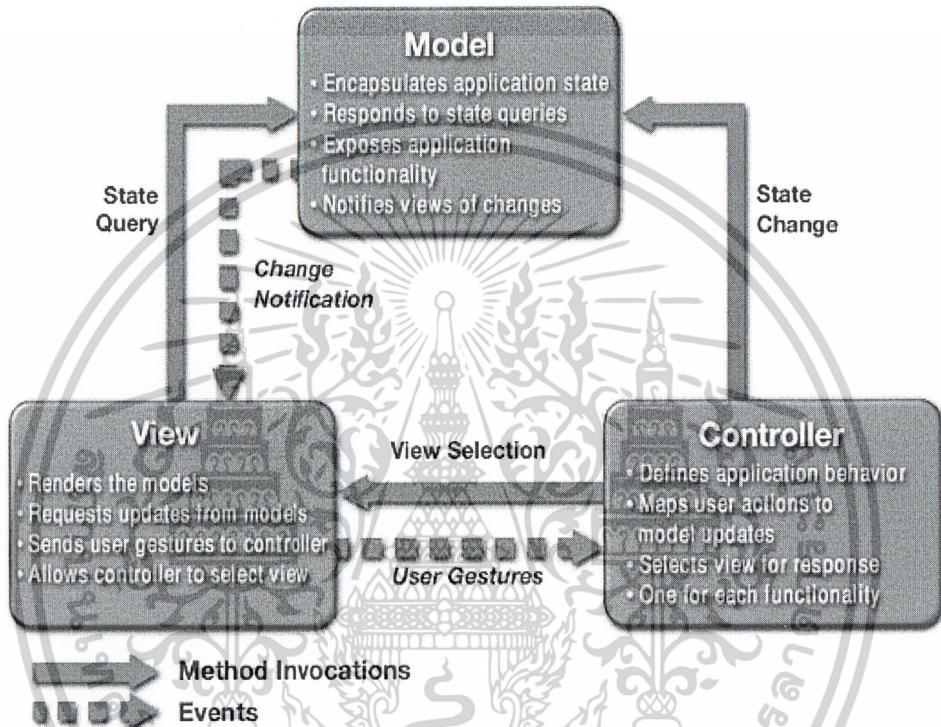 Model
• Encapsulates application state
• Responds to state queries
• Exposes application
functionality
• Notifies views of changes
State
Query
State
Change
Change
Notification
View
• Renders the models
• Requests updates from models
• Sends user gestures to controller
• Allows controller to select view
View Selection
User Gestures
Controller
• Defines application behavior
• Maps user actions to
model updates
• Selects view for response
• One for each functionality
Method Invocations
Events